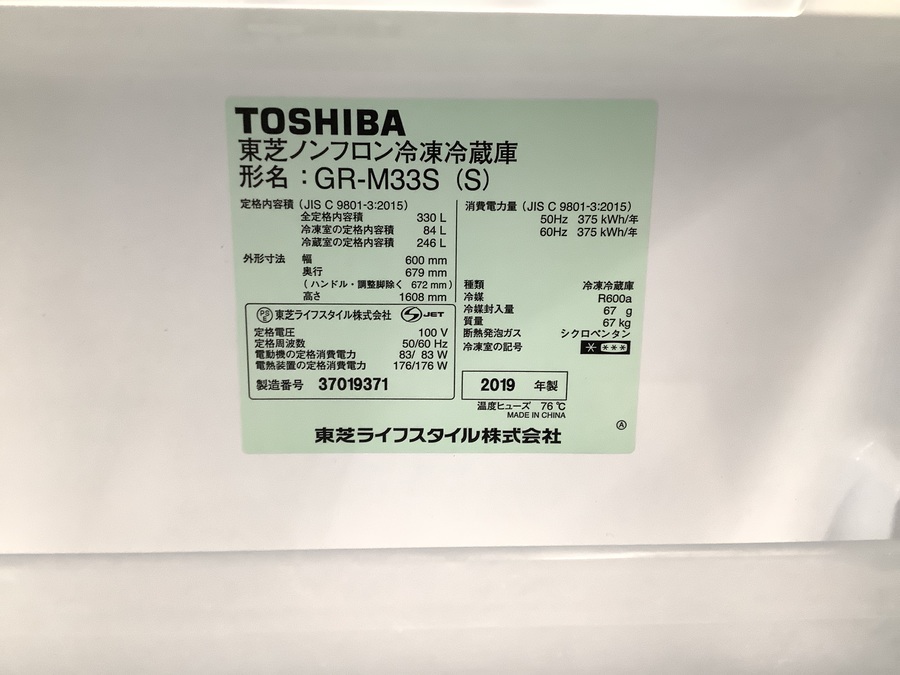 TOSHIBA
東芝ノンフロン冷凍冷蔵庫
形名：GR-M33S (S)
定格内容積 (JIS C 9801-3:2015)
全定格内容積 330 L
冷凍室の定格内容積 84 L
冷蔵室の定格内容積 246 L
外形寸法 幅 600 mm
奥行 679 mm
(ハンドル・調整脚除く 672 mm)
高さ 1608 mm
PSE 東芝ライフスタイル株式会社 JET
定格電圧 100 V
定格周波数 50/60 Hz
電動機の定格消費電力 83/ 83 W
電熱装置の定格消費電力 176/176 W
製造番号 37019371
消費電力量 (JIS C 9801-3:2015)
50Hz 375 kWh/年
60Hz 375 kWh/年
種類 冷凍冷蔵庫
冷媒 R600a
冷媒封入量 67 g
質量 67 kg
断熱発泡ガス シクロペンタン
冷凍室の記号 * ***
2019 年製
温度ヒューズ 76℃
MADE IN CHINA
Ⓐ
東芝ライフスタイル株式会社